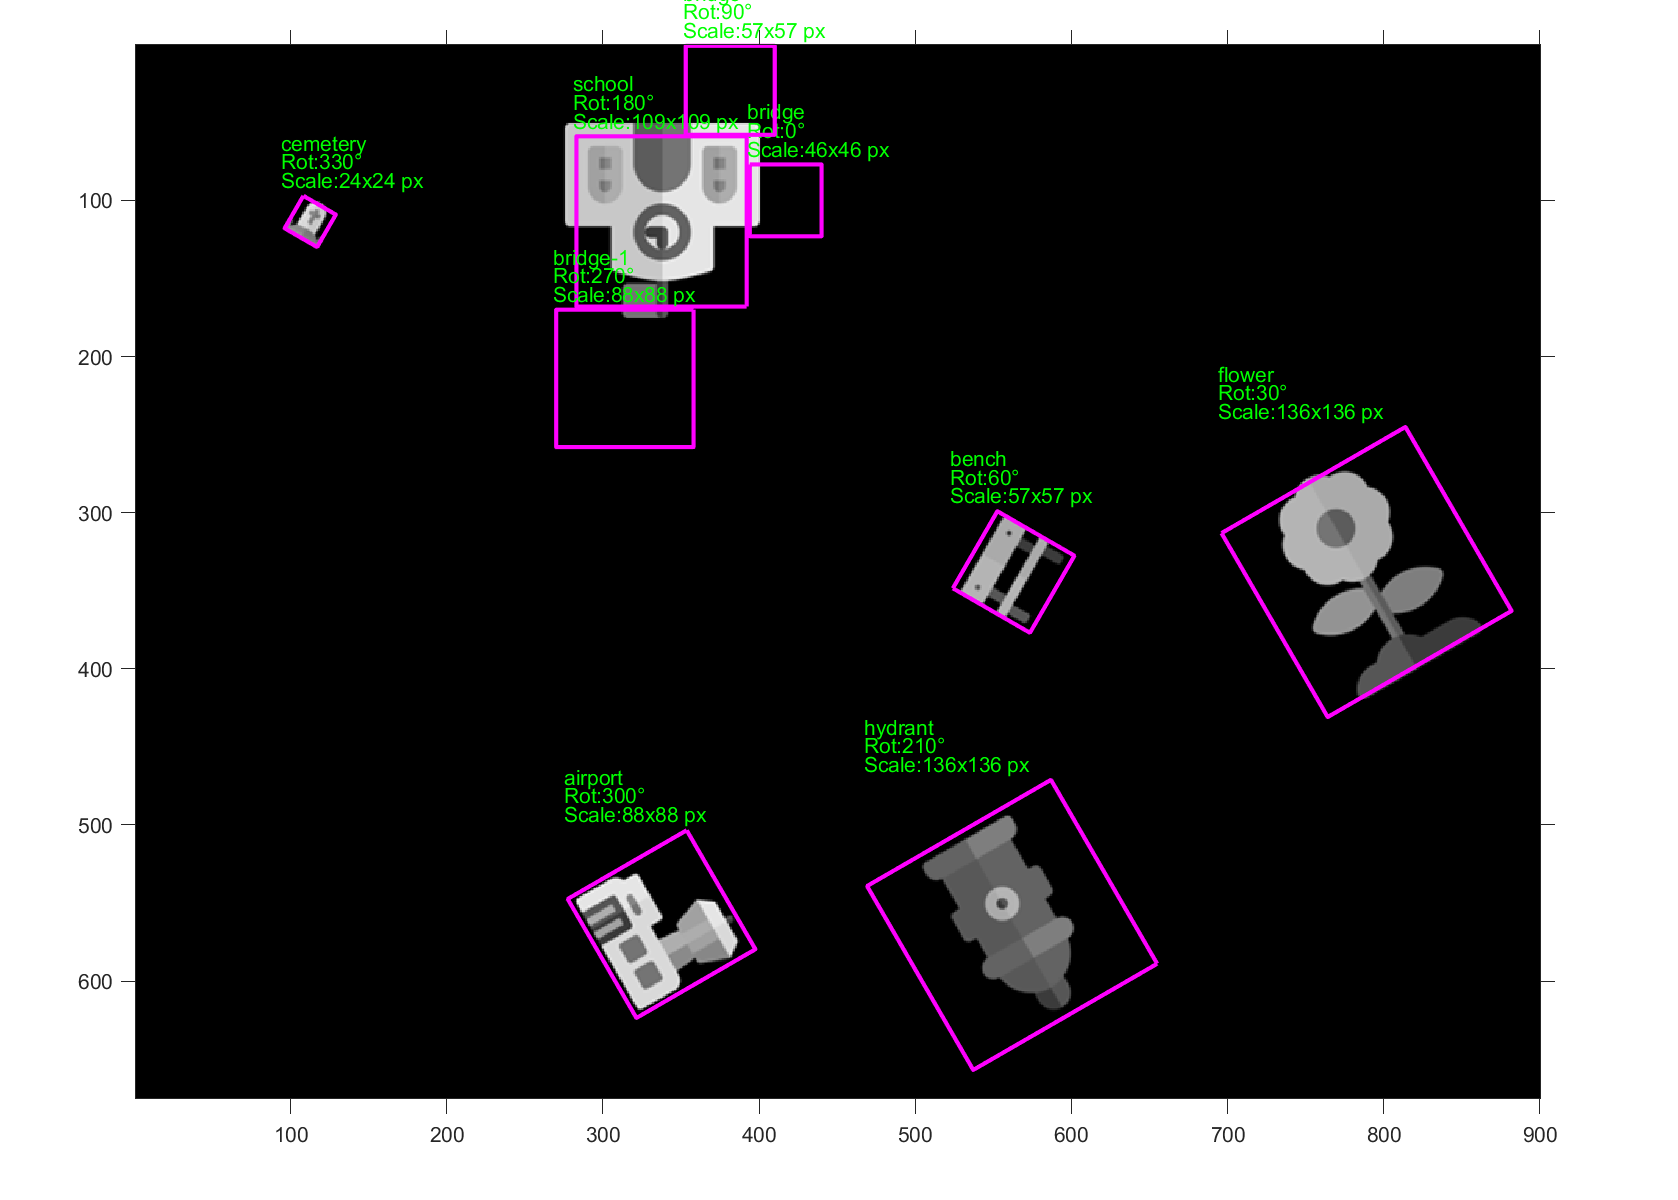 Rot:90°
Scale:57x57 px
school
Rot:180°
Scale:109x109 px
bridge
Rot:0°
Scale:46x46 px
cemetery
Rot:330°
Scale:24x24 px
bridge-1
Rot:270°
Scale:88x88 px
flower
Rot:30°
Scale:136x136 px
bench
Rot:60°
Scale:57x57 px
hydrant
Rot:210°
Scale:136x136 px
airport
Rot:300°
Scale:88x88 px
100
200
300
400
500
600
100 200 300 400 500 600 700 800 900